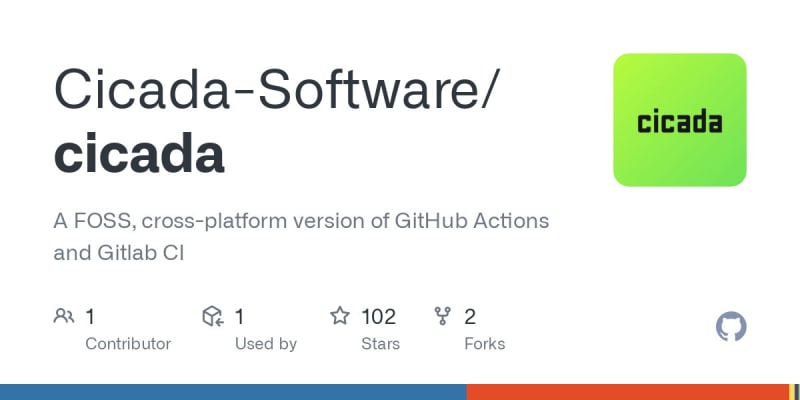 Cicada-Software/
cicada
cicada
A FOSS, cross-platform version of GitHub Actions
and Gitlab CI
1
Contributor
1
Used by
102
Stars
2
Forks